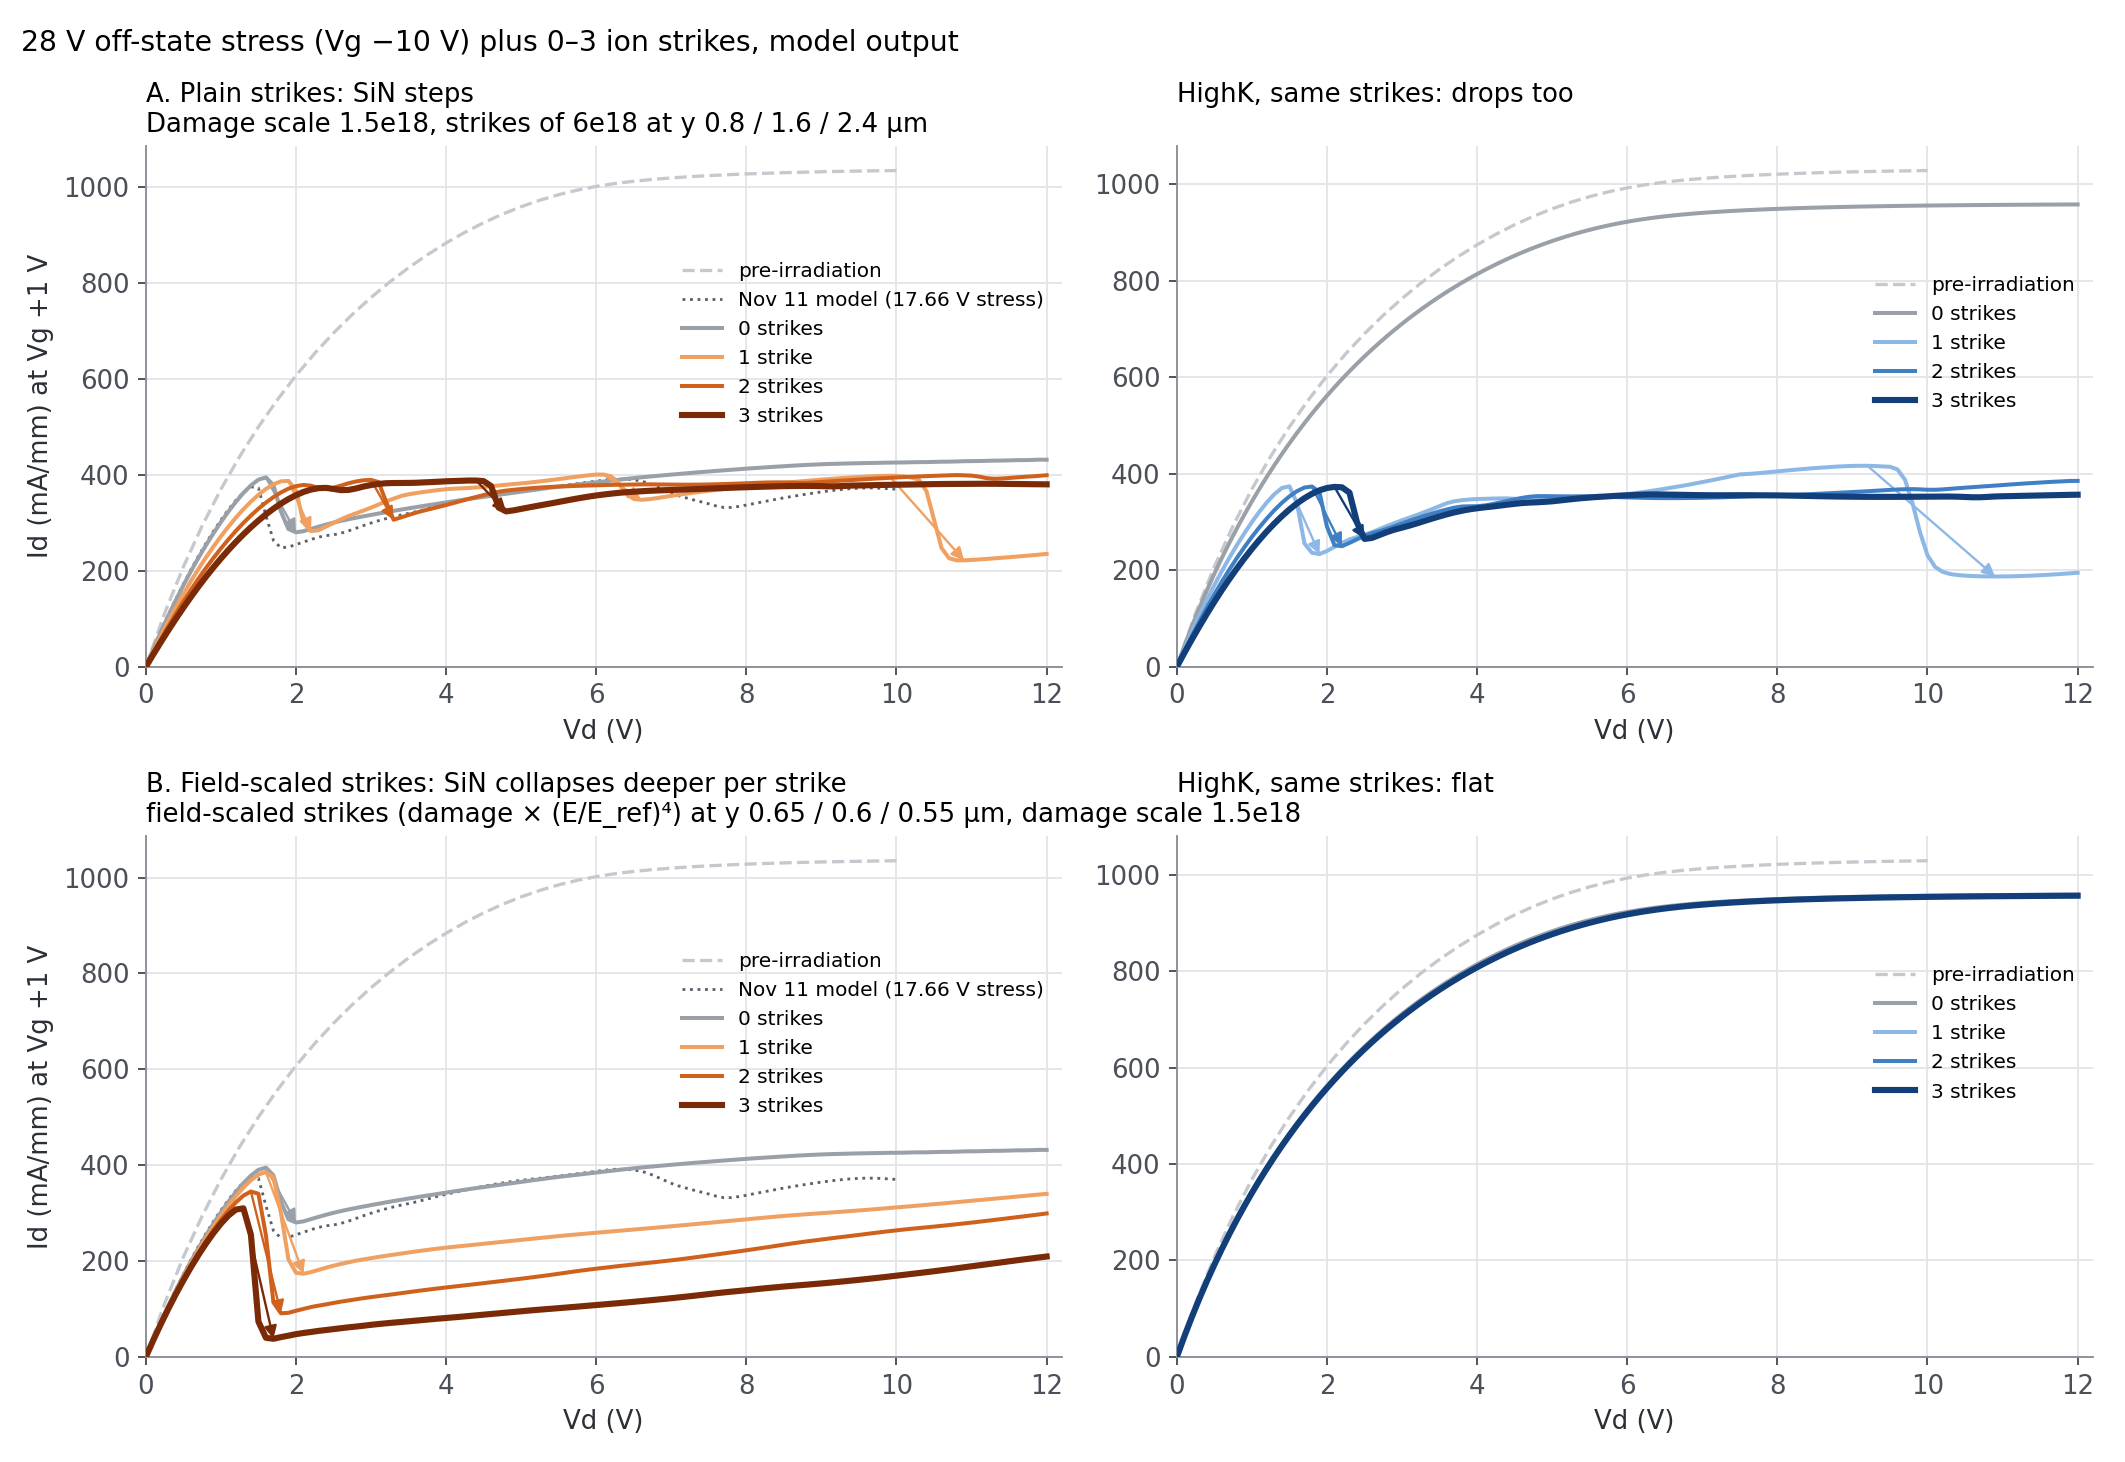 28 V off-state stress (Vg −10 V) plus 0–3 ion strikes, model output
A. Plain strikes: SiN steps
Damage scale 1.5e18, strikes of 6e18 at y 0.8 / 1.6 / 2.4 µm
Id (mA/mm) at Vg +1 V
1000
800
600
400
200
0
pre-irradiation
Nov 11 model (17.66 V stress)
0 strikes
1 strike
2 strikes
3 strikes
0 2 4 6 8 10 12
Vd (V)
HighK, same strikes: drops too
1000
800
600
400
200
0
pre-irradiation
0 strikes
1 strike
2 strikes
3 strikes
0 2 4 6 8 10 12
Vd (V)
B. Field-scaled strikes: SiN collapses deeper per strike
field-scaled strikes (damage × (E/E_ref)⁴) at y 0.65 / 0.6 / 0.55 µm, damage scale 1.5e18
Id (mA/mm) at Vg +1 V
1000
800
600
400
200
0
pre-irradiation
Nov 11 model (17.66 V stress)
0 strikes
1 strike
2 strikes
3 strikes
0 2 4 6 8 10 12
Vd (V)
HighK, same strikes: flat
1000
800
600
400
200
0
pre-irradiation
0 strikes
1 strike
2 strikes
3 strikes
0 2 4 6 8 10 12
Vd (V)